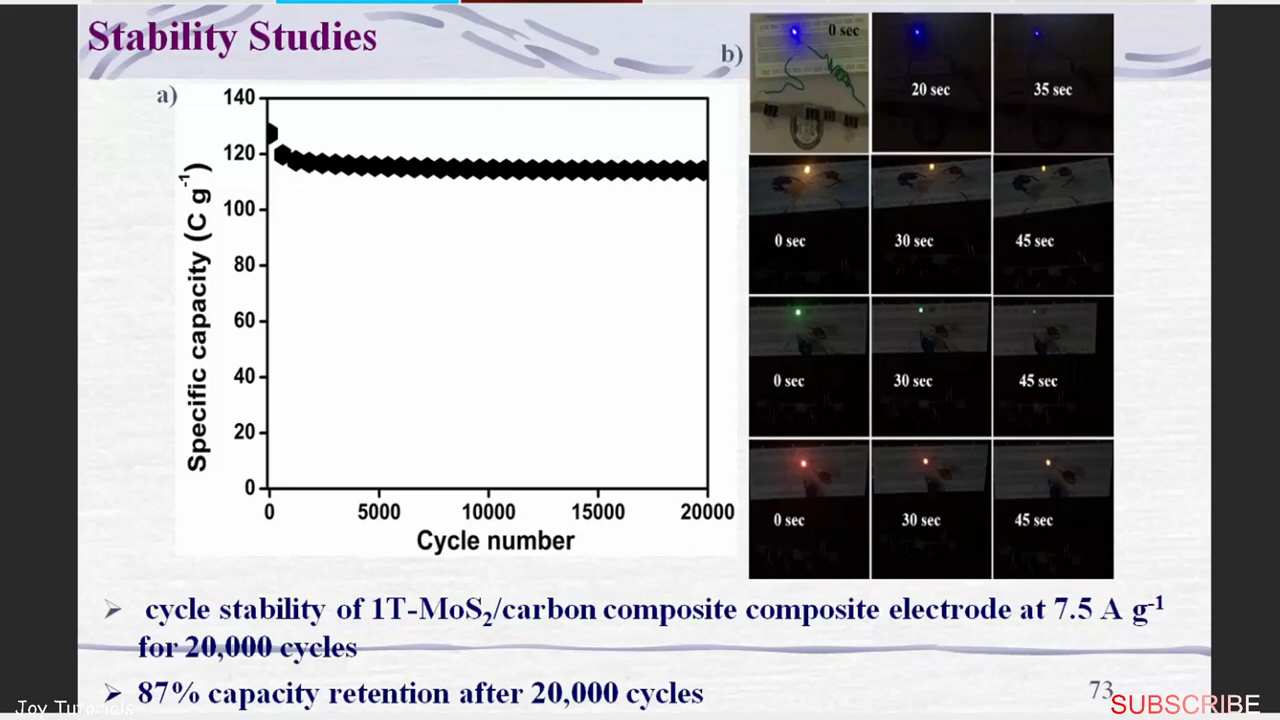 Stability Studies
a)
140
120
100
80
60
40
20
0
Specific capacity (C g-1)
0 5000 10000 15000 20000
Cycle number
b)
0 sec 20 sec 35 sec
0 sec 30 sec 45 sec
0 sec 30 sec 45 sec
0 sec 30 sec 45 sec
cycle stability of 1T-MoS2/carbon composite composite electrode at 7.5 A g-1
for 20,000 cycles
87% capacity retention after 20,000 cycles
73
Joy Tutorials
SUBSCRIBE